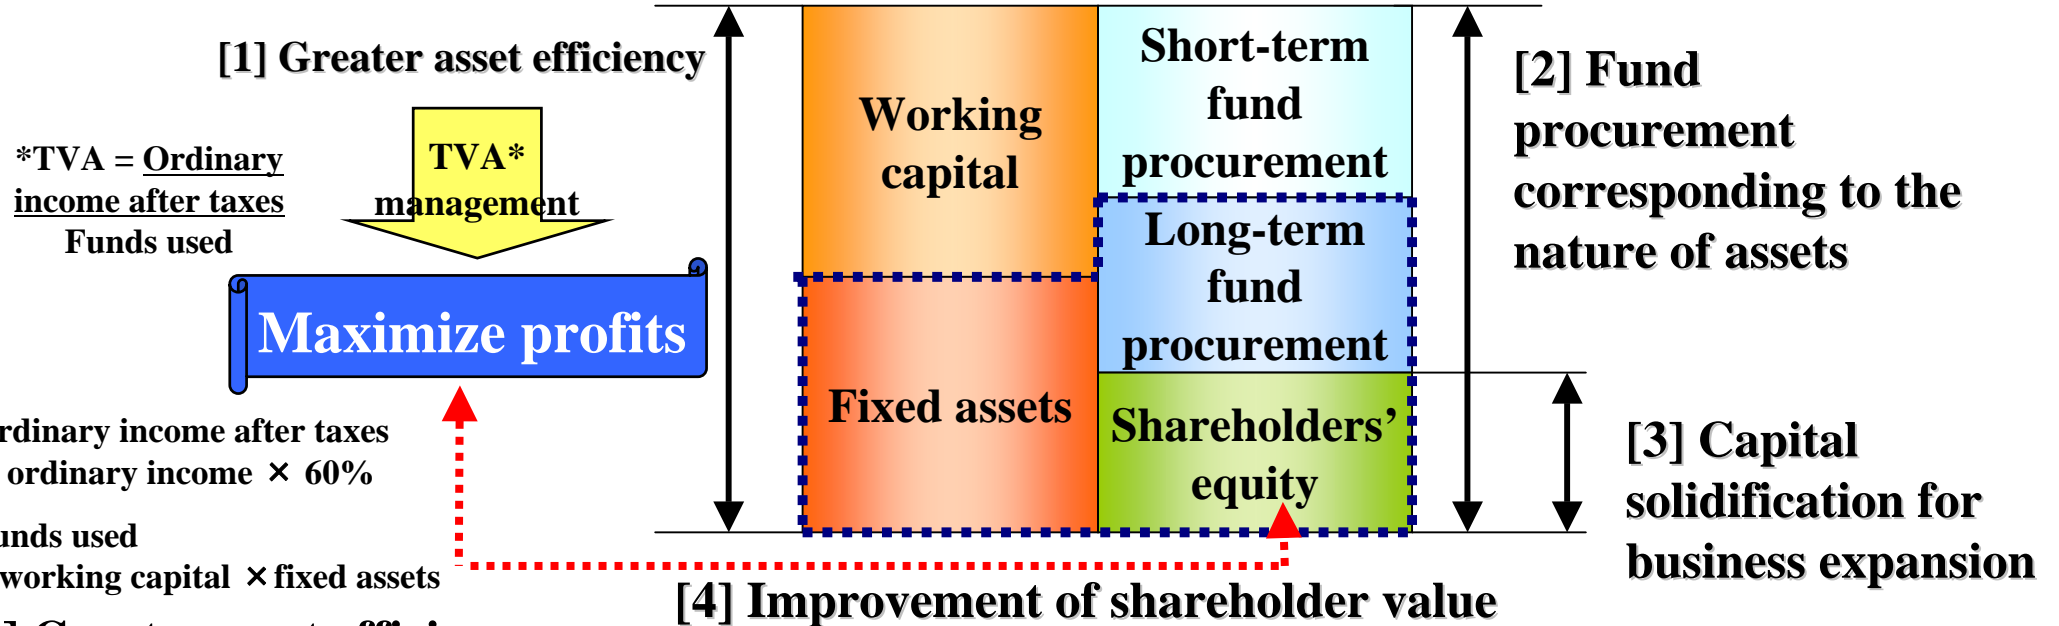 [1] Greater asset efficiency
*TVA = Ordinary
income after taxes
Funds used
TVA*
management
Maximize profits
rdinary income after taxes
ordinary income × 60%
unds used
working capital × fixed assets
Working
capital
Fixed assets
Short-term
fund
procurement
Long-term
fund
procurement
Shareholders’
equity
[2] Fund
procurement
corresponding to the
nature of assets
[3] Capital
solidification for
business expansion
[4] Improvement of shareholder value